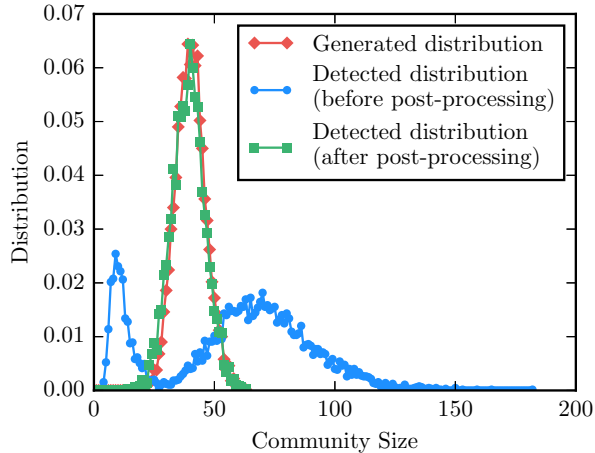 0.07
0.06
0.05
0.04
0.03
0.02
0.01
0.00
Distribution
Generated distribution
Detected distribution
(before post-processing)
Detected distribution
(after post-processing)
0
50
100
150
200
Community Size